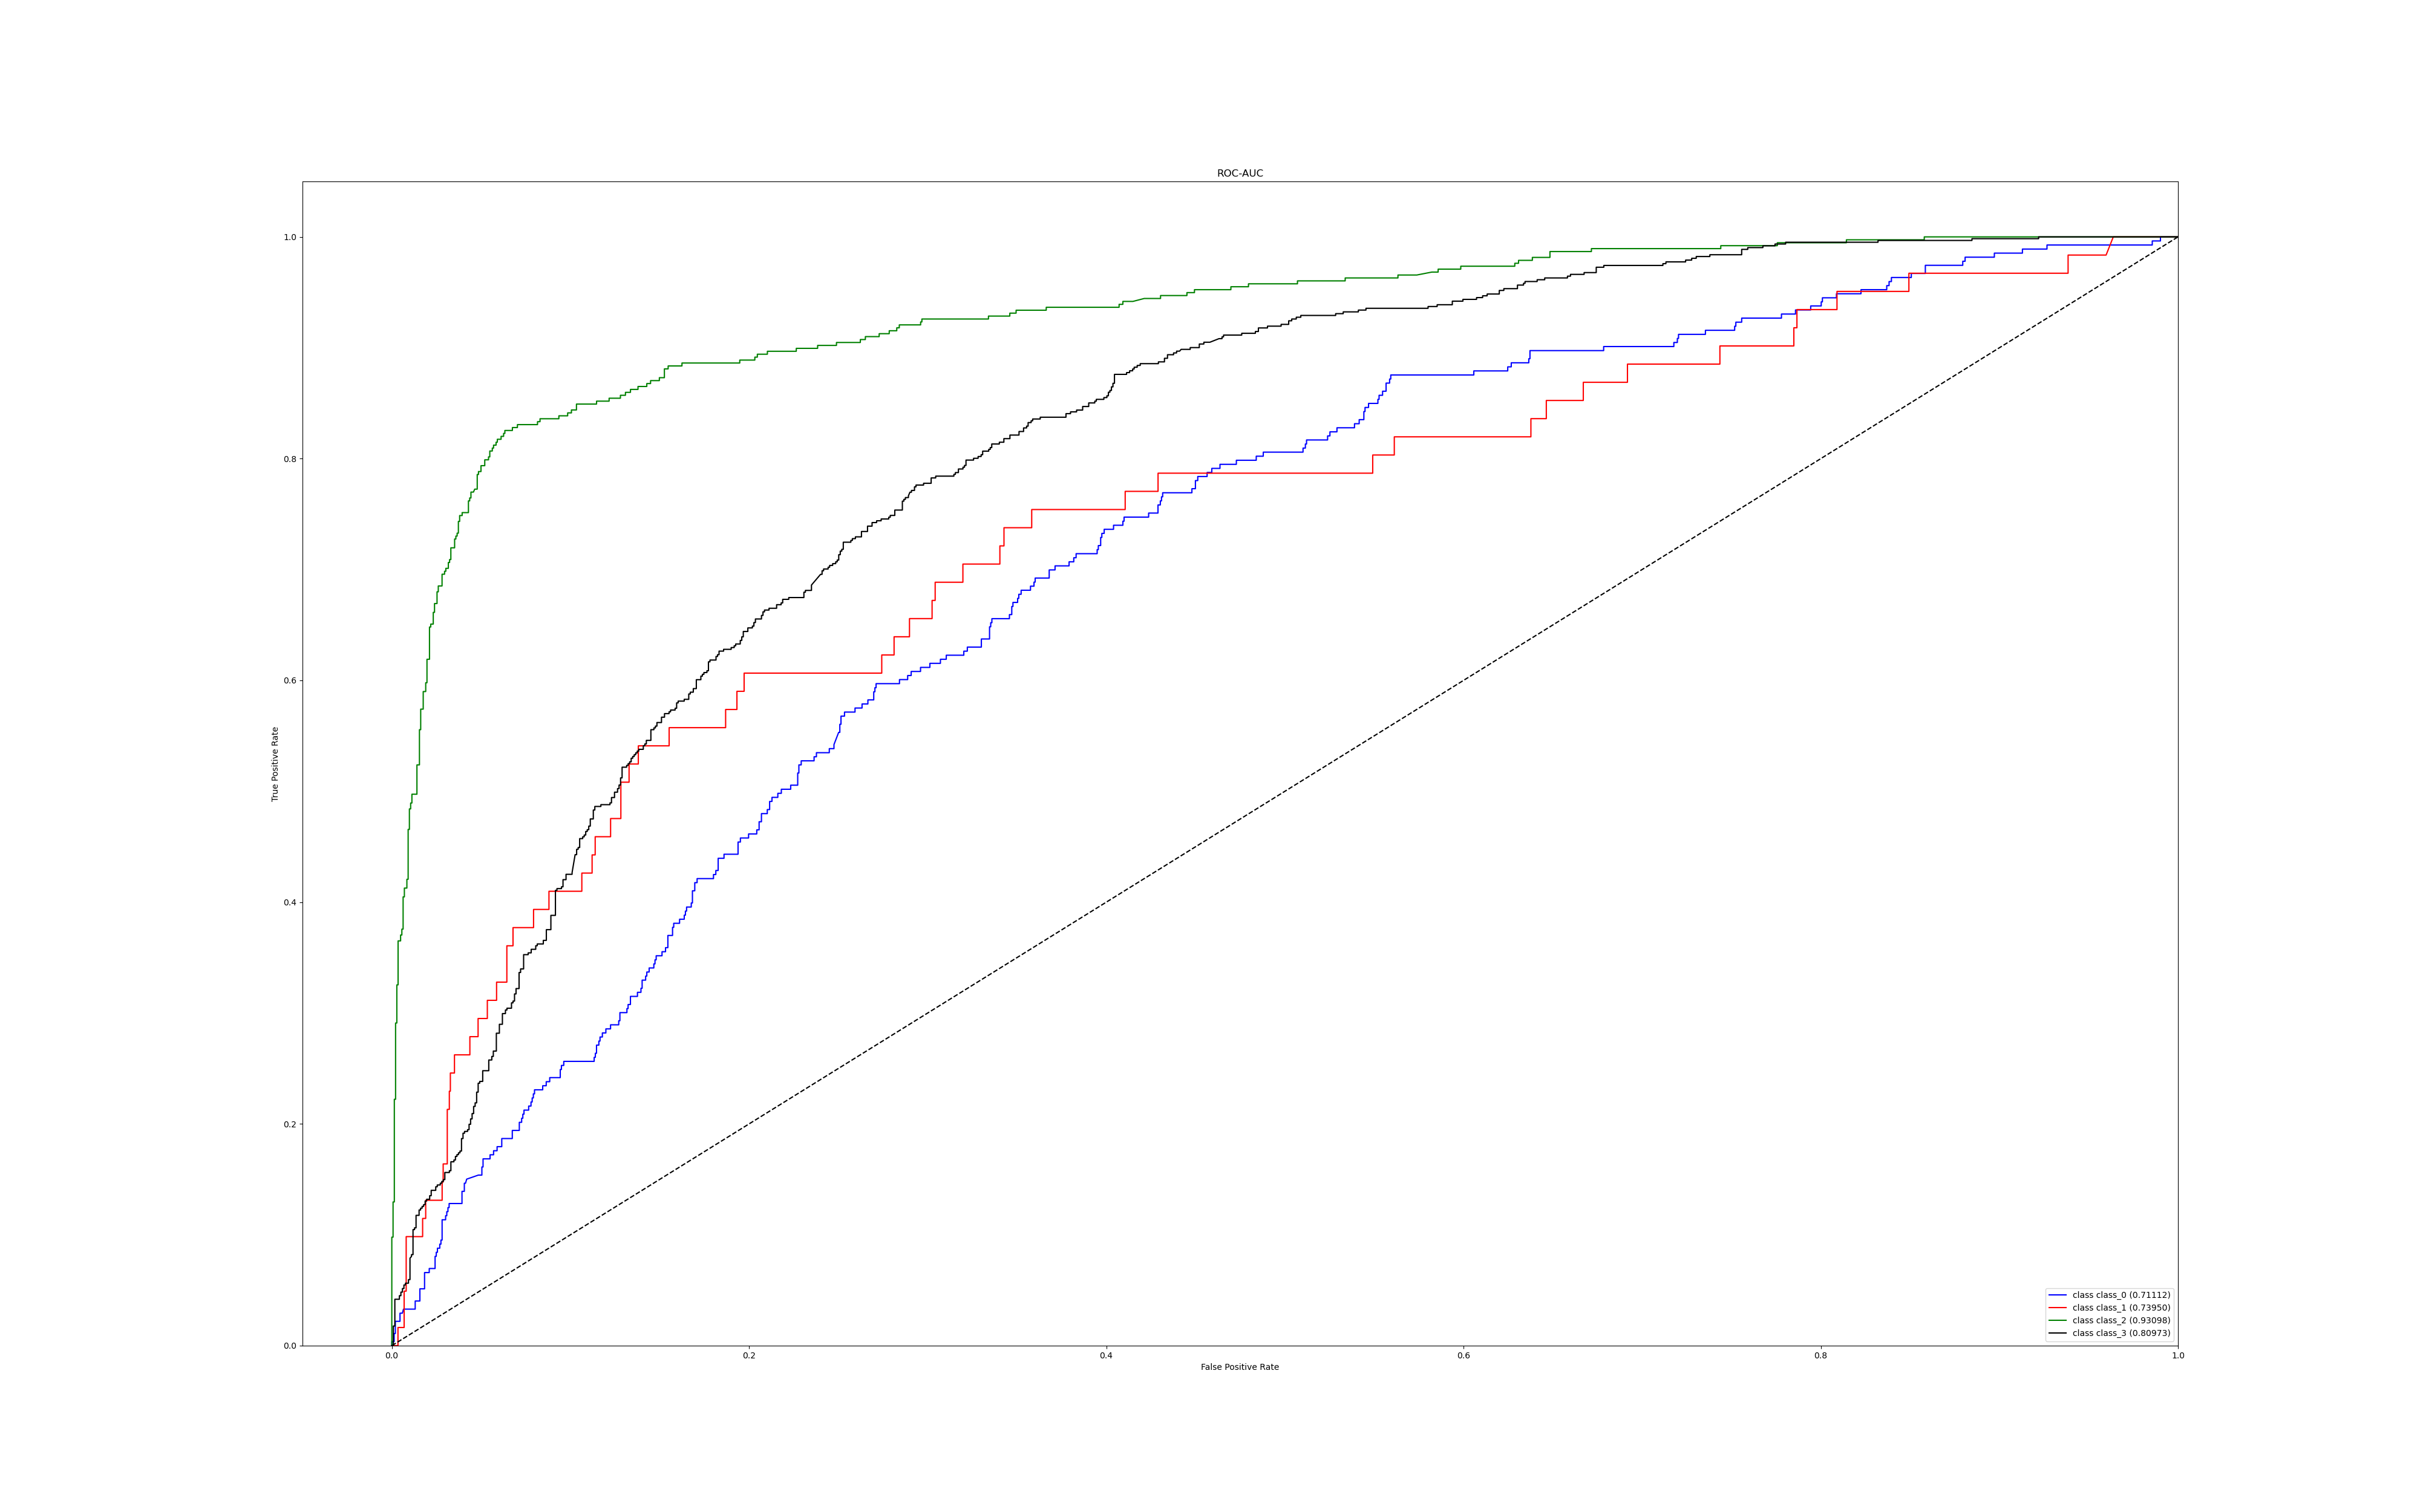 ROC-AUC
1.0
0.8
0.6
0.4
0.2
0.0
True Positive Rate
0.0 0.2 0.4 0.6 0.8 1.0
False Positive Rate
class class_0 (0.71112)
class class_1 (0.73950)
class class_2 (0.93098)
class class_3 (0.80973)